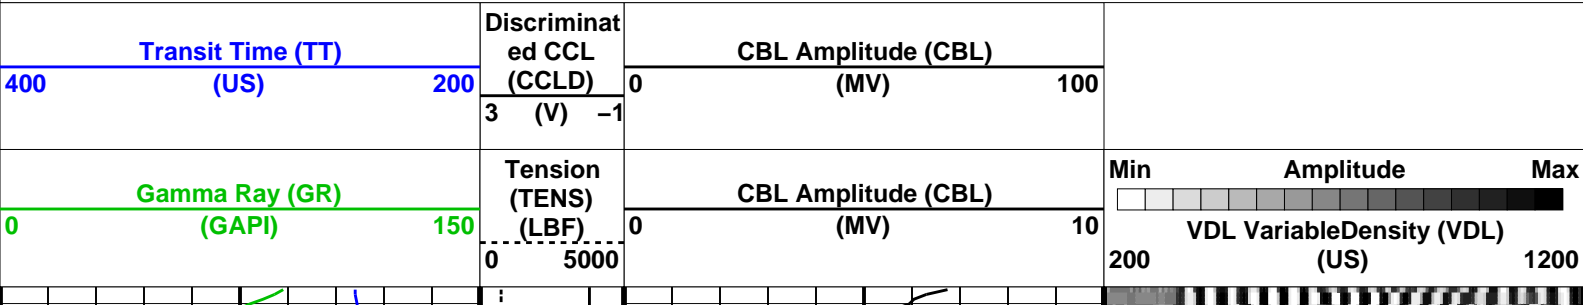 Transit Time (TT)
400 (US) 200
Discriminat
ed CCL
(CCLD)
3 (V) −1
CBL Amplitude (CBL)
0 (MV) 100
Gamma Ray (GR)
0 (GAPI) 150
Tension
(TENS)
(LBF)
0 5000
CBL Amplitude (CBL)
0 (MV) 10
Min Amplitude Max
VDL VariableDensity (VDL)
200 (US) 1200